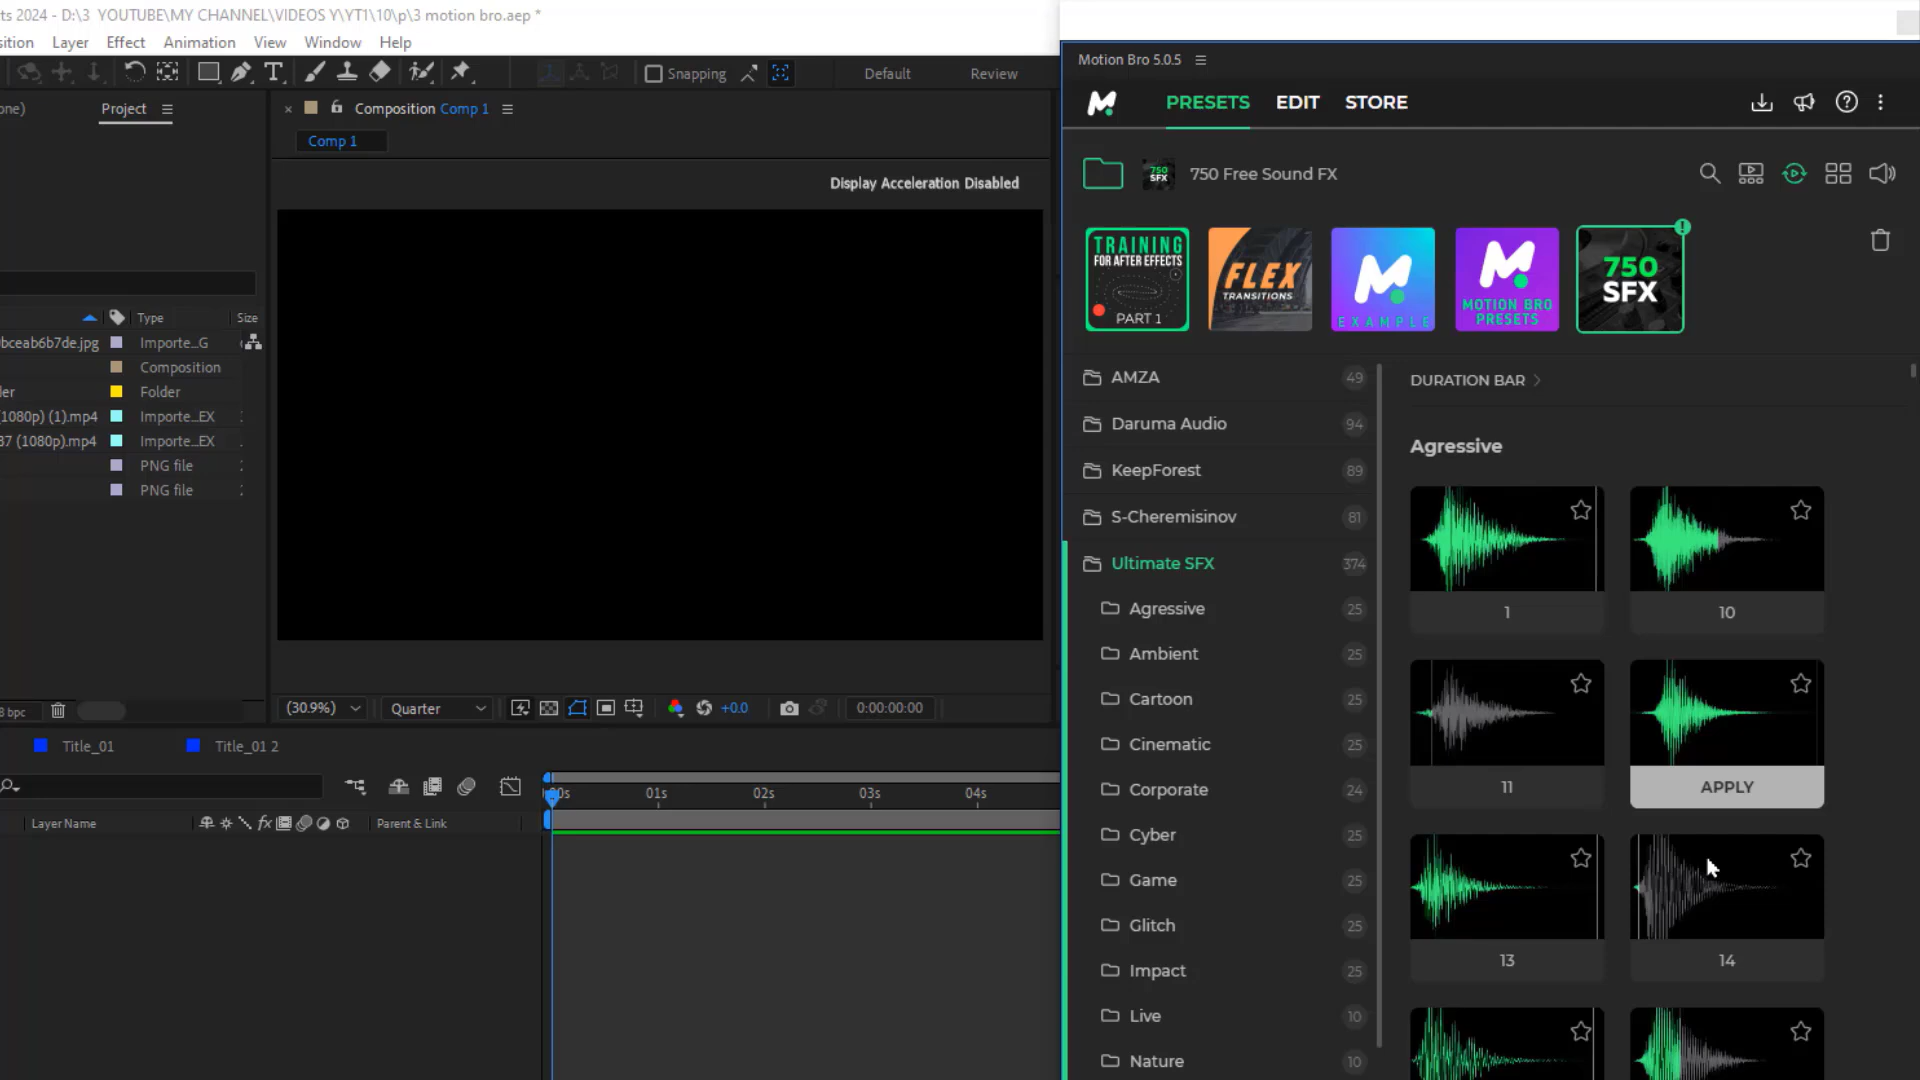 ts 2024 - D:\3 YOUTUBE\MY CHANNEL\VIDEOS Y\YT1\10\p\3 motion bro.aep *
ition Layer Effect Animation View Window Help
Snapping Default Review
one) Project Composition Comp 1
Comp 1
Display Acceleration Disabled
Type Size
bceab6b7de.jpg Importe...G
Composition
der Folder
(1080p) (1).mp4 Importe...EX
37 (1080p).mp4 Importe...EX
PNG file
PNG file
8 bpc (30.9%) Quarter +0.0 0:00:00:00
Title_01 Title_01 2
00s 01s 02s 03s 04s
Layer Name fx Parent & Link
Motion Bro 5.0.5
PRESETS EDIT STORE
750 SFX 750 Free Sound FX
TRAINING
FOR AFTER EFFECTS
PART 1
FLEX
TRANSITIONS
EXAMPLE
MOTION BRO
PRESETS
750
SFX
AMZA 49
Daruma Audio 94
KeepForest 89
S-Cheremisinov 81
Ultimate SFX 374
Agressive 25
Ambient 25
Cartoon 25
Cinematic 25
Corporate 24
Cyber 25
Game 25
Glitch 25
Impact 25
Live 10
Nature 10
DURATION BAR
Agressive
1 10
11 APPLY
13 14